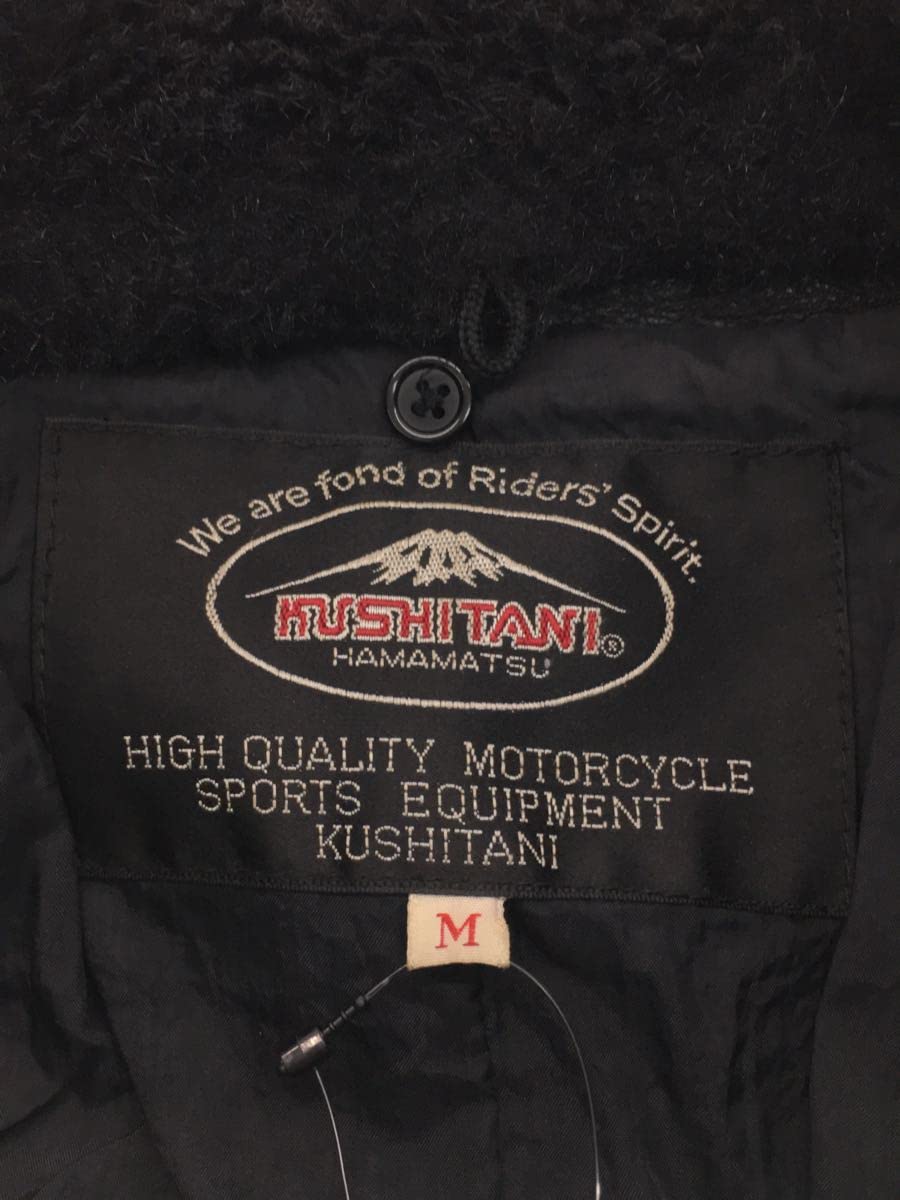 We are fond of Riders' Spirit.
KUSHITANI®
HAMAMATSU
HIGH QUALITY MOTORCYCLE
SPORTS EQUIPMENT
KUSHITANI
M